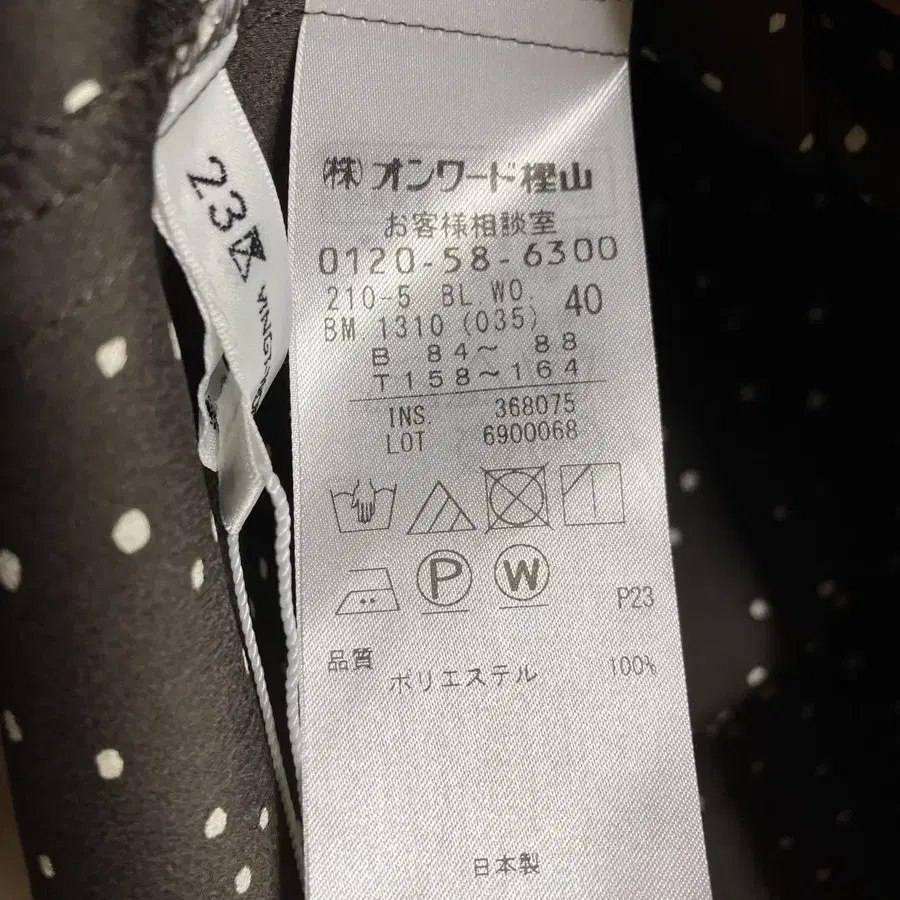 23区
(株)オンワード樫山
お客様相談室
0120-58-6300
210-5 BL.WO. 40
BM 1310 (035)
B 84〜 88
T158〜164
INS. 368075
LOT 6900068
P
W
P23
品質
ポリエステル 100%
日本製